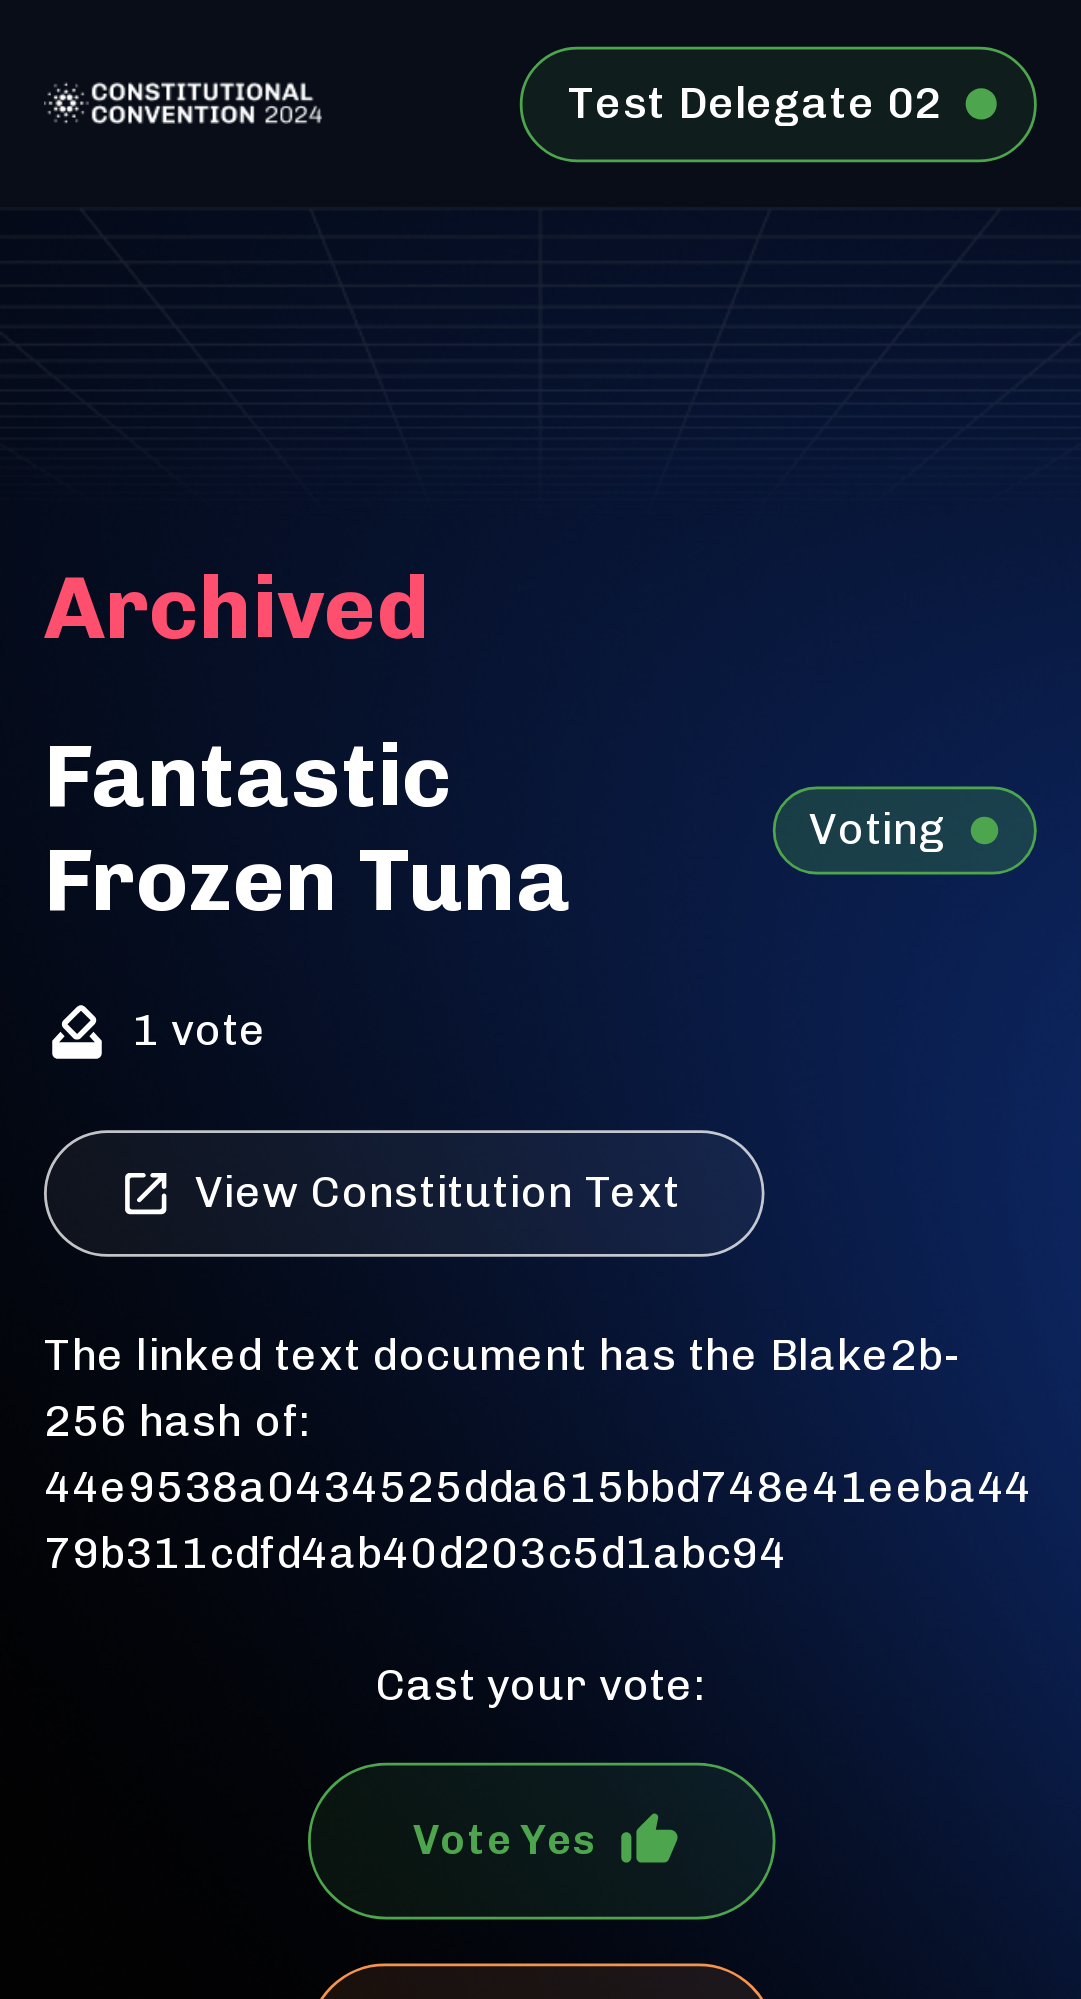 CONSTITUTIONAL
CONVENTION 2024
Test Delegate 02
Archived
Fantastic
Frozen Tuna
Voting
1 vote
View Constitution Text
The linked text document has the Blake2b-
256 hash of:
44e9538a0434525dda615bbd748e41eeba44
79b311cdfd4ab40d203c5d1abc94
Cast your vote:
Vote Yes